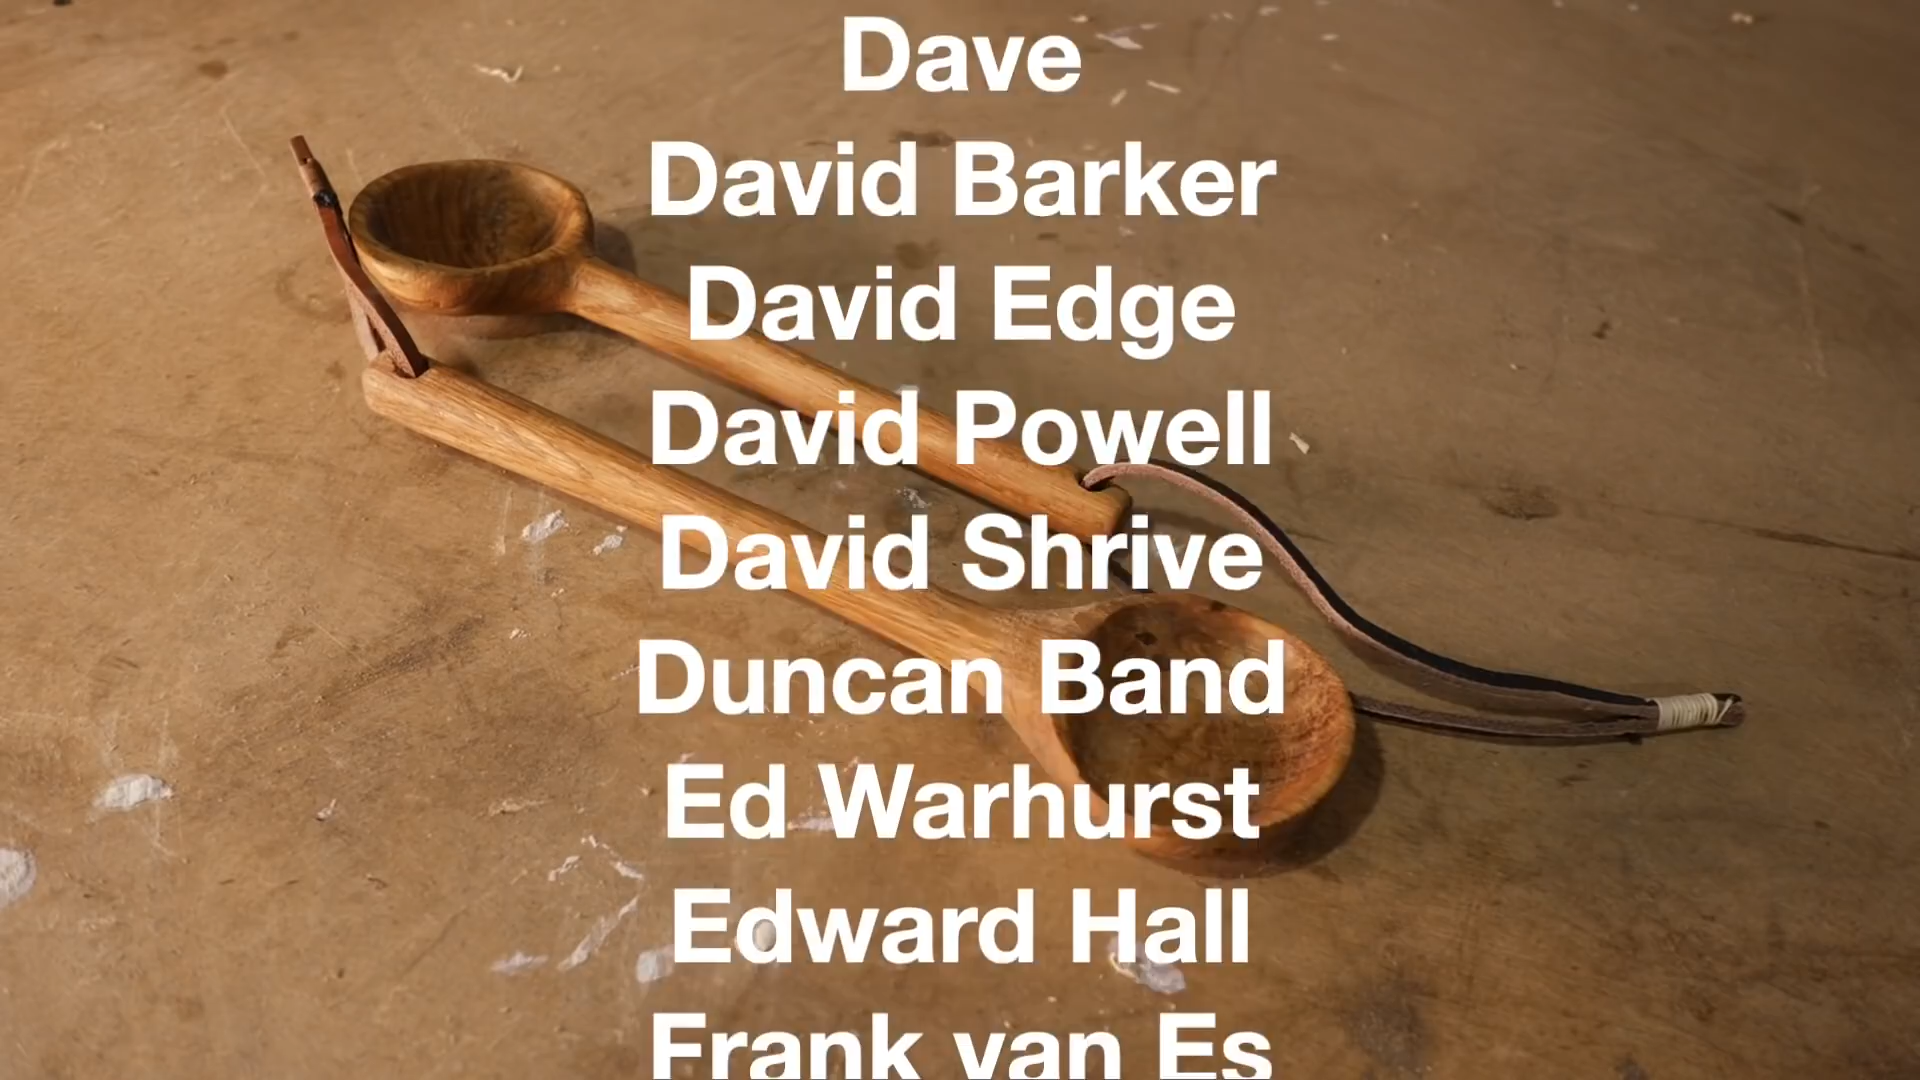 Dave
David Barker
David Edge
David Powell
David Shrive
Duncan Band
Ed Warhurst
Edward Hall
Frank van Es